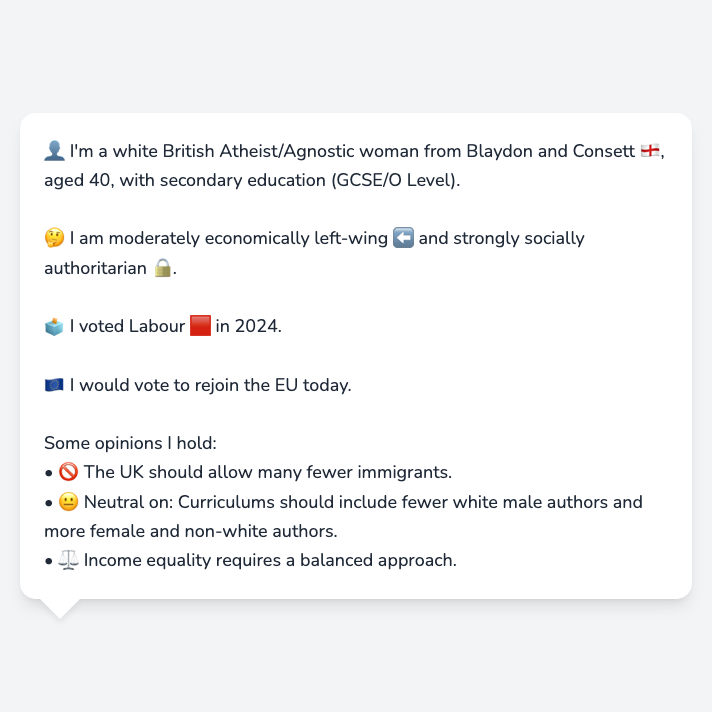 👤 I'm a white British Atheist/Agnostic woman from Blaydon and Consett 🏴󠁧󠁢󠁥󠁮󠁧󠁿,
aged 40, with secondary education (GCSE/O Level).
🤔 I am moderately economically left-wing ⬅️ and strongly socially
authoritarian 🔒.
🗳️ I voted Labour 🟥 in 2024.
🇪🇺 I would vote to rejoin the EU today.
Some opinions I hold:
• 🚫 The UK should allow many fewer immigrants.
• 😐 Neutral on: Curriculums should include fewer white male authors and
more female and non-white authors.
• ⚖️ Income equality requires a balanced approach.